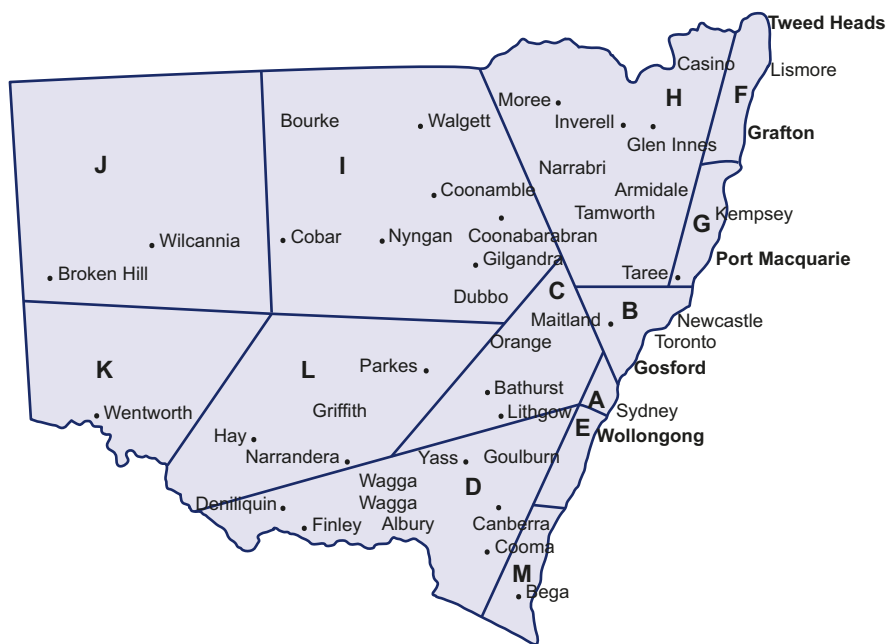 Tweed Heads
Casino
Lismore
H
F
Moree
Bourke
Walgett
Inverell
Grafton
Glen Innes
J
I
Narrabri
Coonamble
Armidale
Tamworth
G
Kempsey
Wilcannia
Cobar
Nyngan
Coonabarabran
Gilgandra
Port Macquarie
Broken Hill
Taree
Dubbo
C
B
Maitland
Newcastle
Orange
Toronto
K
L
Parkes
Gosford
Bathurst
A
Wentworth
Griffith
Lithgow
Sydney
E
Wollongong
Hay
Narrandera
Yass
Goulburn
Wagga
Wagga
D
Deniliquin
Finley
Albury
Canberra
Cooma
M
Bega